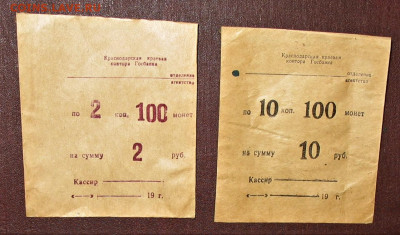 Краснодарская краевая
контора Госбанка
отделение
агентство
по 2 коп. 100 монет
на сумму 2 руб.
Кассир
«—» 19 г.
Краснодарская краевая
контора Госбанка
отделение
агентство
по 10 коп. 100 монет
на сумму 10 руб.
Кассир
«—» 19 г.